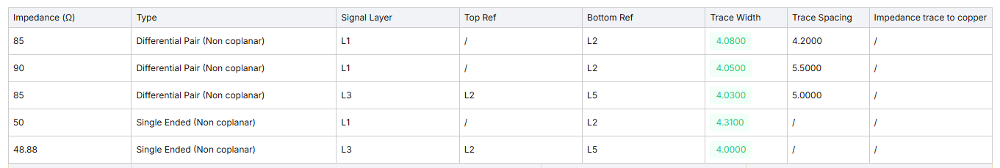 Impedance (Ω) Type Signal Layer Top Ref Bottom Ref Trace Width Trace Spacing Impedance trace to copper
85 Differential Pair (Non coplanar) L1 / L2 4.0800 4.2000 /
90 Differential Pair (Non coplanar) L1 / L2 4.0500 5.5000 /
85 Differential Pair (Non coplanar) L3 L2 L5 4.0300 5.0000 /
50 Single Ended (Non coplanar) L1 / L2 4.3100 / /
48.88 Single Ended (Non coplanar) L3 L2 L5 4.0000 / /